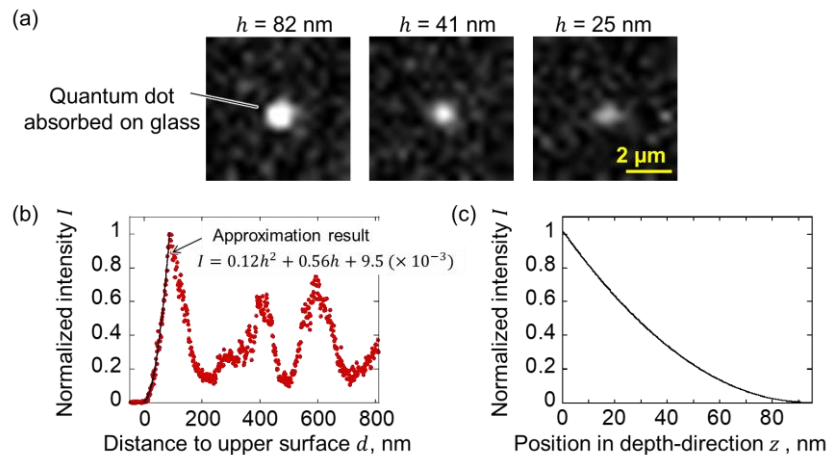 (a)
h = 82 nm
h = 41 nm
h = 25 nm
Quantum dot
absorbed on glass
2 μm
(b)
Normalized intensity I
1
0.8
0.6
0.4
0.2
0
Approximation result
I = 0.12h² + 0.56h + 9.5 (× 10⁻³)
0 200 400 600 800
Distance to upper surface d, nm
(c)
Normalized intensity I
1
0.8
0.6
0.4
0.2
0
0 20 40 60 80
Position in depth-direction z , nm